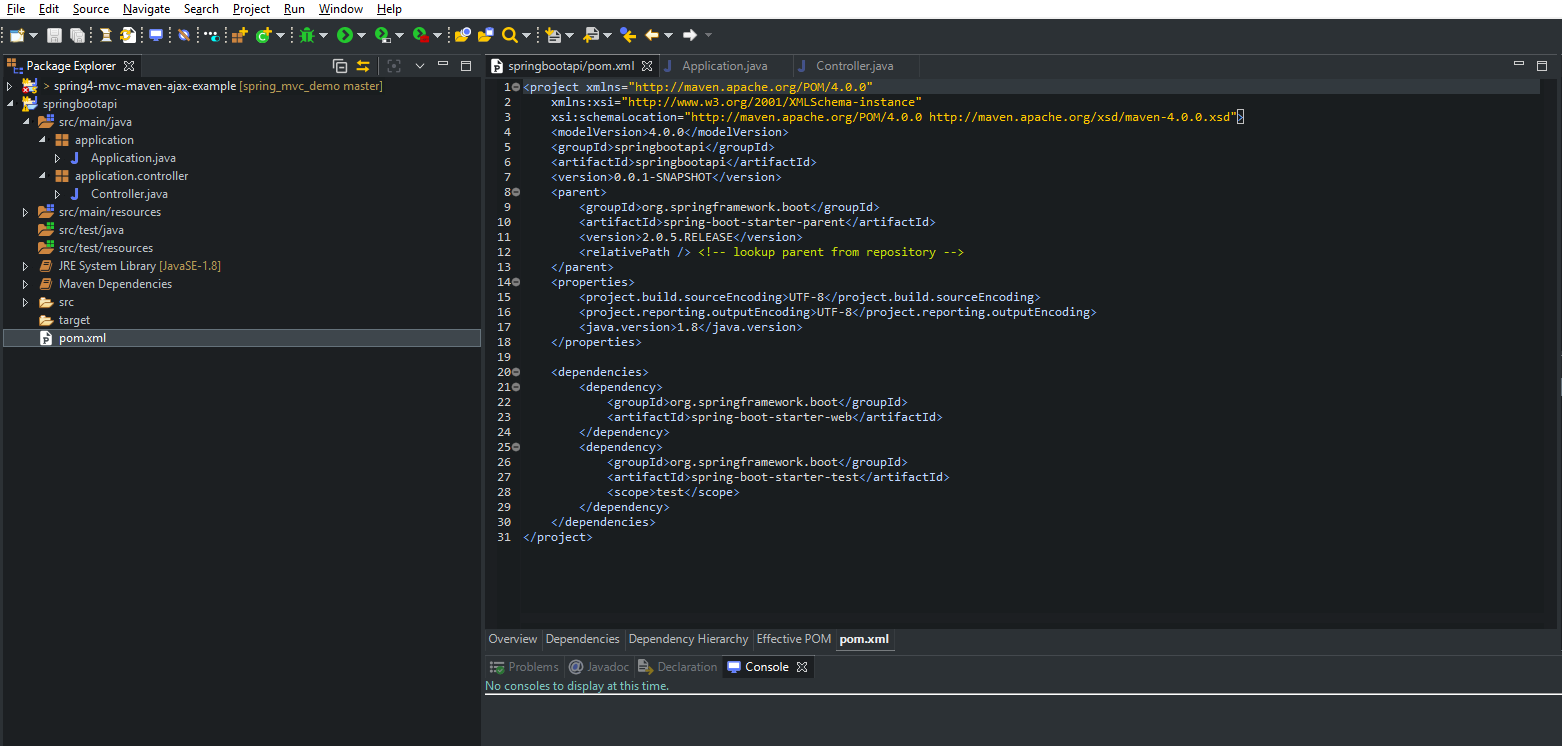 File Edit Source Navigate Search Project Run Window Help
Package Explorer
> spring4-mvc-maven-ajax-example [spring_mvc_demo master]
springbootapi
src/main/java
application
Application.java
application.controller
Controller.java
src/main/resources
src/test/java
src/test/resources
JRE System Library [JavaSE-1.8]
Maven Dependencies
src
target
pom.xml
springbootapi/pom.xml Application.java Controller.java
1 <project xmlns="http://maven.apache.org/POM/4.0.0"
2 xmlns:xsi="http://www.w3.org/2001/XMLSchema-instance"
3 xsi:schemaLocation="http://maven.apache.org/POM/4.0.0 http://maven.apache.org/xsd/maven-4.0.0.xsd">
4 <modelVersion>4.0.0</modelVersion>
5 <groupId>springbootapi</groupId>
6 <artifactId>springbootapi</artifactId>
7 <version>0.0.1-SNAPSHOT</version>
8 <parent>
9 <groupId>org.springframework.boot</groupId>
10 <artifactId>spring-boot-starter-parent</artifactId>
11 <version>2.0.5.RELEASE</version>
12 <relativePath /> <!-- lookup parent from repository -->
13 </parent>
14 <properties>
15 <project.build.sourceEncoding>UTF-8</project.build.sourceEncoding>
16 <project.reporting.outputEncoding>UTF-8</project.reporting.outputEncoding>
17 <java.version>1.8</java.version>
18 </properties>
19
20 <dependencies>
21 <dependency>
22 <groupId>org.springframework.boot</groupId>
23 <artifactId>spring-boot-starter-web</artifactId>
24 </dependency>
25 <dependency>
26 <groupId>org.springframework.boot</groupId>
27 <artifactId>spring-boot-starter-test</artifactId>
28 <scope>test</scope>
29 </dependency>
30 </dependencies>
31 </project>
Overview Dependencies Dependency Hierarchy Effective POM pom.xml
Problems @ Javadoc Declaration Console
No consoles to display at this time.